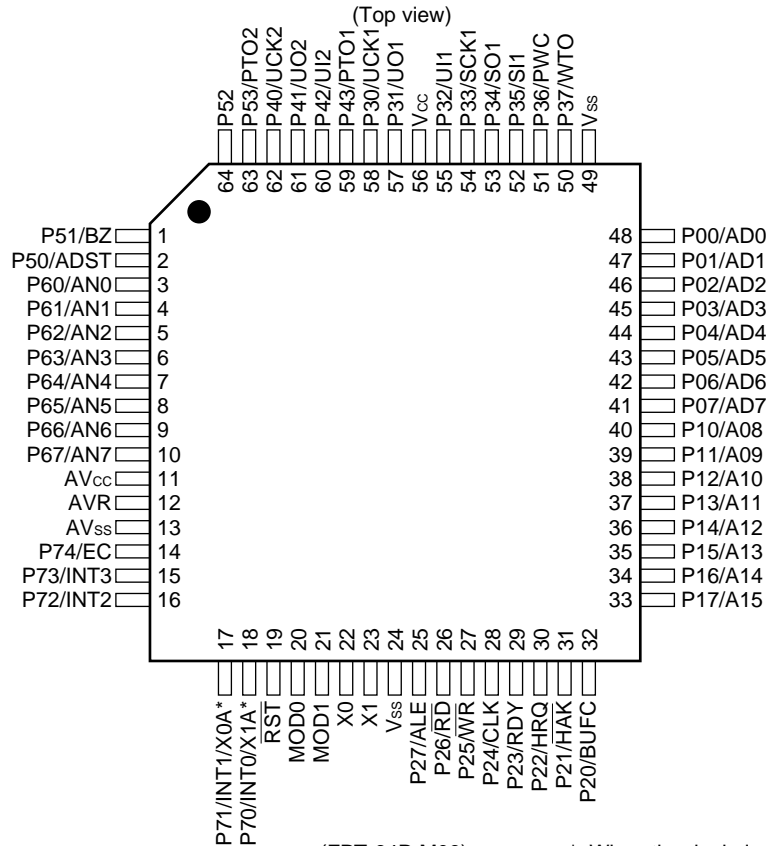 (Top view)
P52
P53/PTO2
P40/UCK2
P41/UO2
P42/UI2
P43/PTO1
P30/UCK1
P31/UO1
Vcc
P32/UI1
P33/SCK1
P34/SO1
P35/SI1
P36/PWC
P37/WTO
Vss
64 63 62 61 60 59 58 57 56 55 54 53 52 51 50 49
P51/BZ 1
P50/ADST 2
P60/AN0 3
P61/AN1 4
P62/AN2 5
P63/AN3 6
P64/AN4 7
P65/AN5 8
P66/AN6 9
P67/AN7 10
AVcc 11
AVR 12
AVss 13
P74/EC 14
P73/INT3 15
P72/INT2 16
48 P00/AD0
47 P01/AD1
46 P02/AD2
45 P03/AD3
44 P04/AD4
43 P05/AD5
42 P06/AD6
41 P07/AD7
40 P10/A08
39 P11/A09
38 P12/A10
37 P13/A11
36 P14/A12
35 P15/A13
34 P16/A14
33 P17/A15
17 18 19 20 21 22 23 24 25 26 27 28 29 30 31 32
P71/INT1/X0A*
P70/INT0/X1A*
RST
MOD0
MOD1
X0
X1
Vss
P27/ALE
P26/RD
P25/WR
P24/CLK
P23/RDY
P22/HRQ
P21/HAK
P20/BUFC